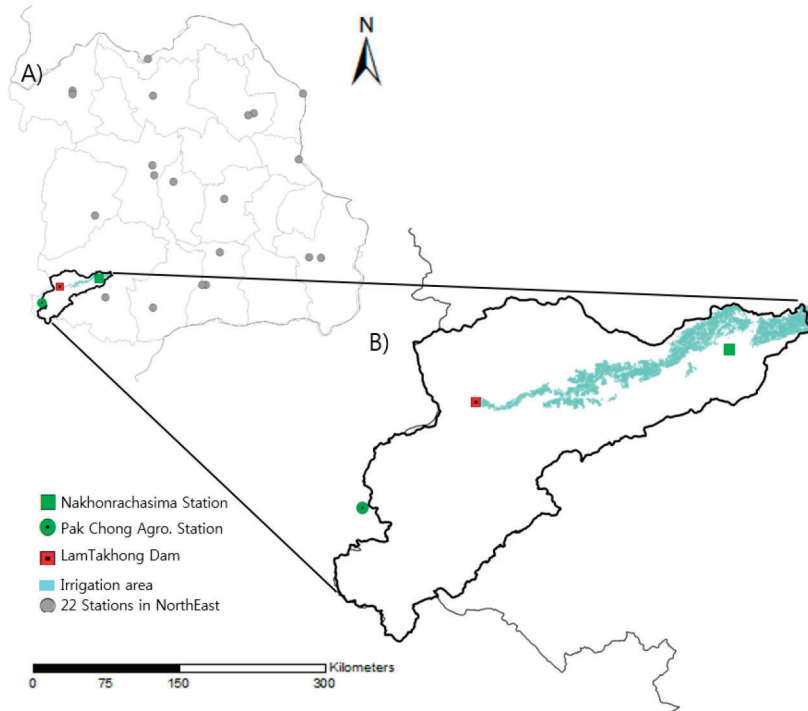 N
A)
B)
Nakhonrachasima Station
Pak Chong Agro. Station
LamTakhong Dam
Irrigation area
22 Stations in NorthEast
Kilometers
0 75 150 300